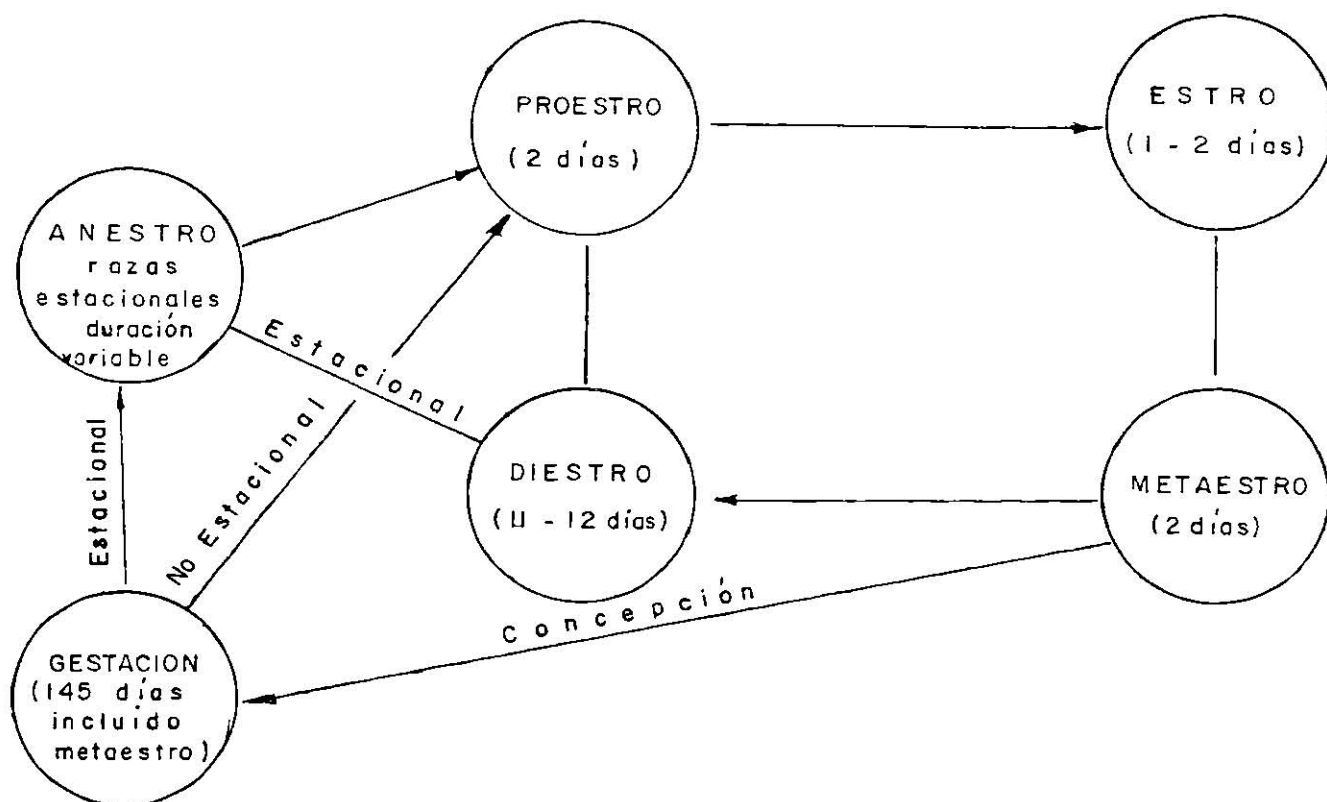 PROESTRO
(2 días)
ESTRO
(1 - 2 días)
ANESTRO
razas
estacionales
duración
variable
Estacional
Estacional
No Estacional
DIESTRO
(11 - 12 días)
METAESTRO
(2 días)
Concepción
GESTACION
(145 días
incluido
metaestro)